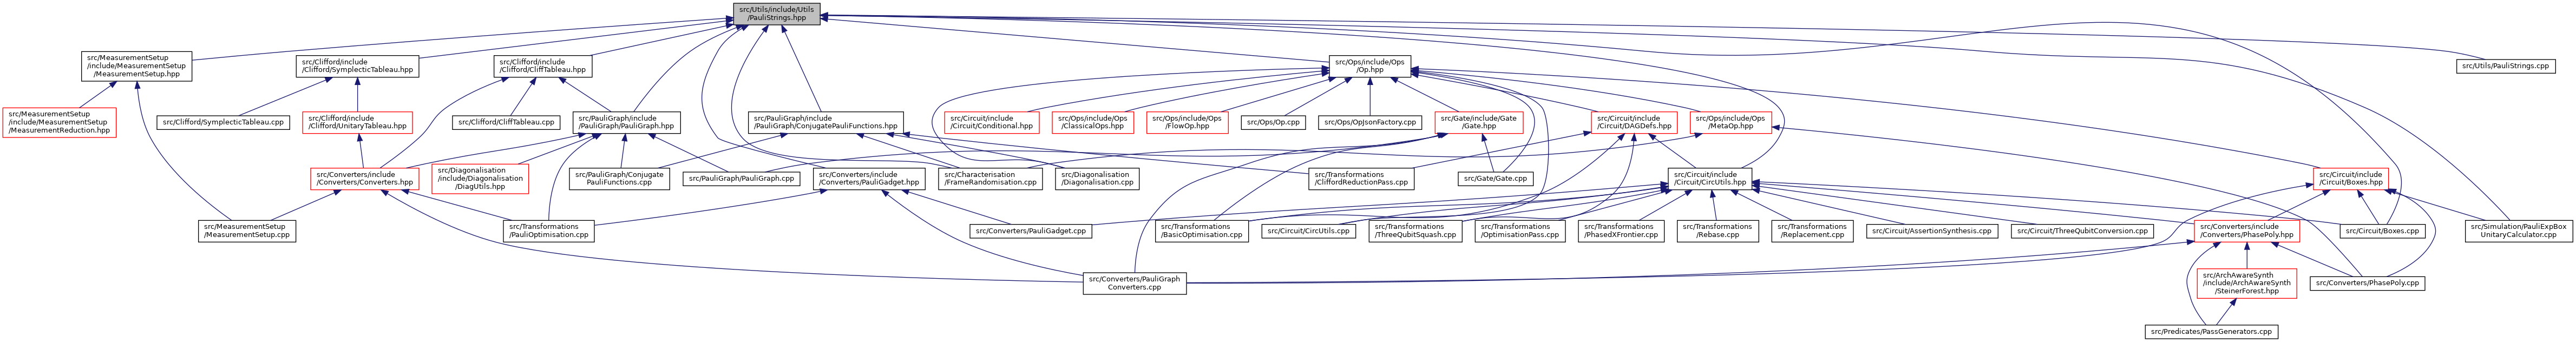 src/Utils/include/Utils
/PauliStrings.hpp
src/MeasurementSetup
/include/MeasurementSetup
/MeasurementSetup.hpp
src/Clifford/include
/Clifford/SymplecticTableau.hpp
src/Clifford/include
/Clifford/CliffTableau.hpp
src/Ops/include/Ops
/Op.hpp
src/Utils/PauliStrings.cpp
src/MeasurementSetup
/include/MeasurementSetup
/MeasurementReduction.hpp
src/Clifford/SymplecticTableau.cpp
src/Clifford/include
/Clifford/UnitaryTableau.hpp
src/Clifford/CliffTableau.cpp
src/PauliGraph/include
/PauliGraph/PauliGraph.hpp
src/PauliGraph/include
/PauliGraph/ConjugatePauliFunctions.hpp
src/Circuit/include
/Circuit/Conditional.hpp
src/Ops/include/Ops
/ClassicalOps.hpp
src/Ops/include/Ops
/FlowOp.hpp
src/Ops/Op.cpp
src/Ops/OpJsonFactory.cpp
src/Gate/include/Gate
/Gate.hpp
src/Circuit/include
/Circuit/DAGDefs.hpp
src/Ops/include/Ops
/MetaOp.hpp
src/Converters/include
/Converters/Converters.hpp
src/Diagonalisation
/include/Diagonalisation
/DiagUtils.hpp
src/PauliGraph/Conjugate
PauliFunctions.cpp
src/PauliGraph/PauliGraph.cpp
src/Converters/include
/Converters/PauliGadget.hpp
src/Characterisation
/FrameRandomisation.cpp
src/Diagonalisation
/Diagonalisation.cpp
src/Transformations
/CliffordReductionPass.cpp
src/Gate/Gate.cpp
src/Circuit/include
/Circuit/CircUtils.hpp
src/Circuit/include
/Circuit/Boxes.hpp
src/MeasurementSetup
/MeasurementSetup.cpp
src/Transformations
/PauliOptimisation.cpp
src/Converters/PauliGadget.cpp
src/Transformations
/BasicOptimisation.cpp
src/Circuit/CircUtils.cpp
src/Transformations
/ThreeQubitSquash.cpp
src/Transformations
/OptimisationPass.cpp
src/Transformations
/PhasedXFrontier.cpp
src/Transformations
/Rebase.cpp
src/Transformations
/Replacement.cpp
src/Circuit/AssertionSynthesis.cpp
src/Circuit/ThreeQubitConversion.cpp
src/Converters/include
/Converters/PhasePoly.hpp
src/Circuit/Boxes.cpp
src/Simulation/PauliExpBox
UnitaryCalculator.cpp
src/Converters/PauliGraph
Converters.cpp
src/ArchAwareSynth
/include/ArchAwareSynth
/SteinerForest.hpp
src/Converters/PhasePoly.cpp
src/Predicates/PassGenerators.cpp